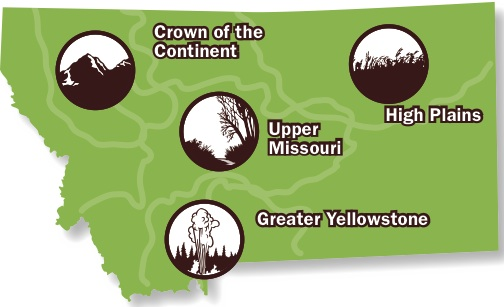 Crown of the
Continent
High Plains
Upper
Missouri
Greater Yellowstone